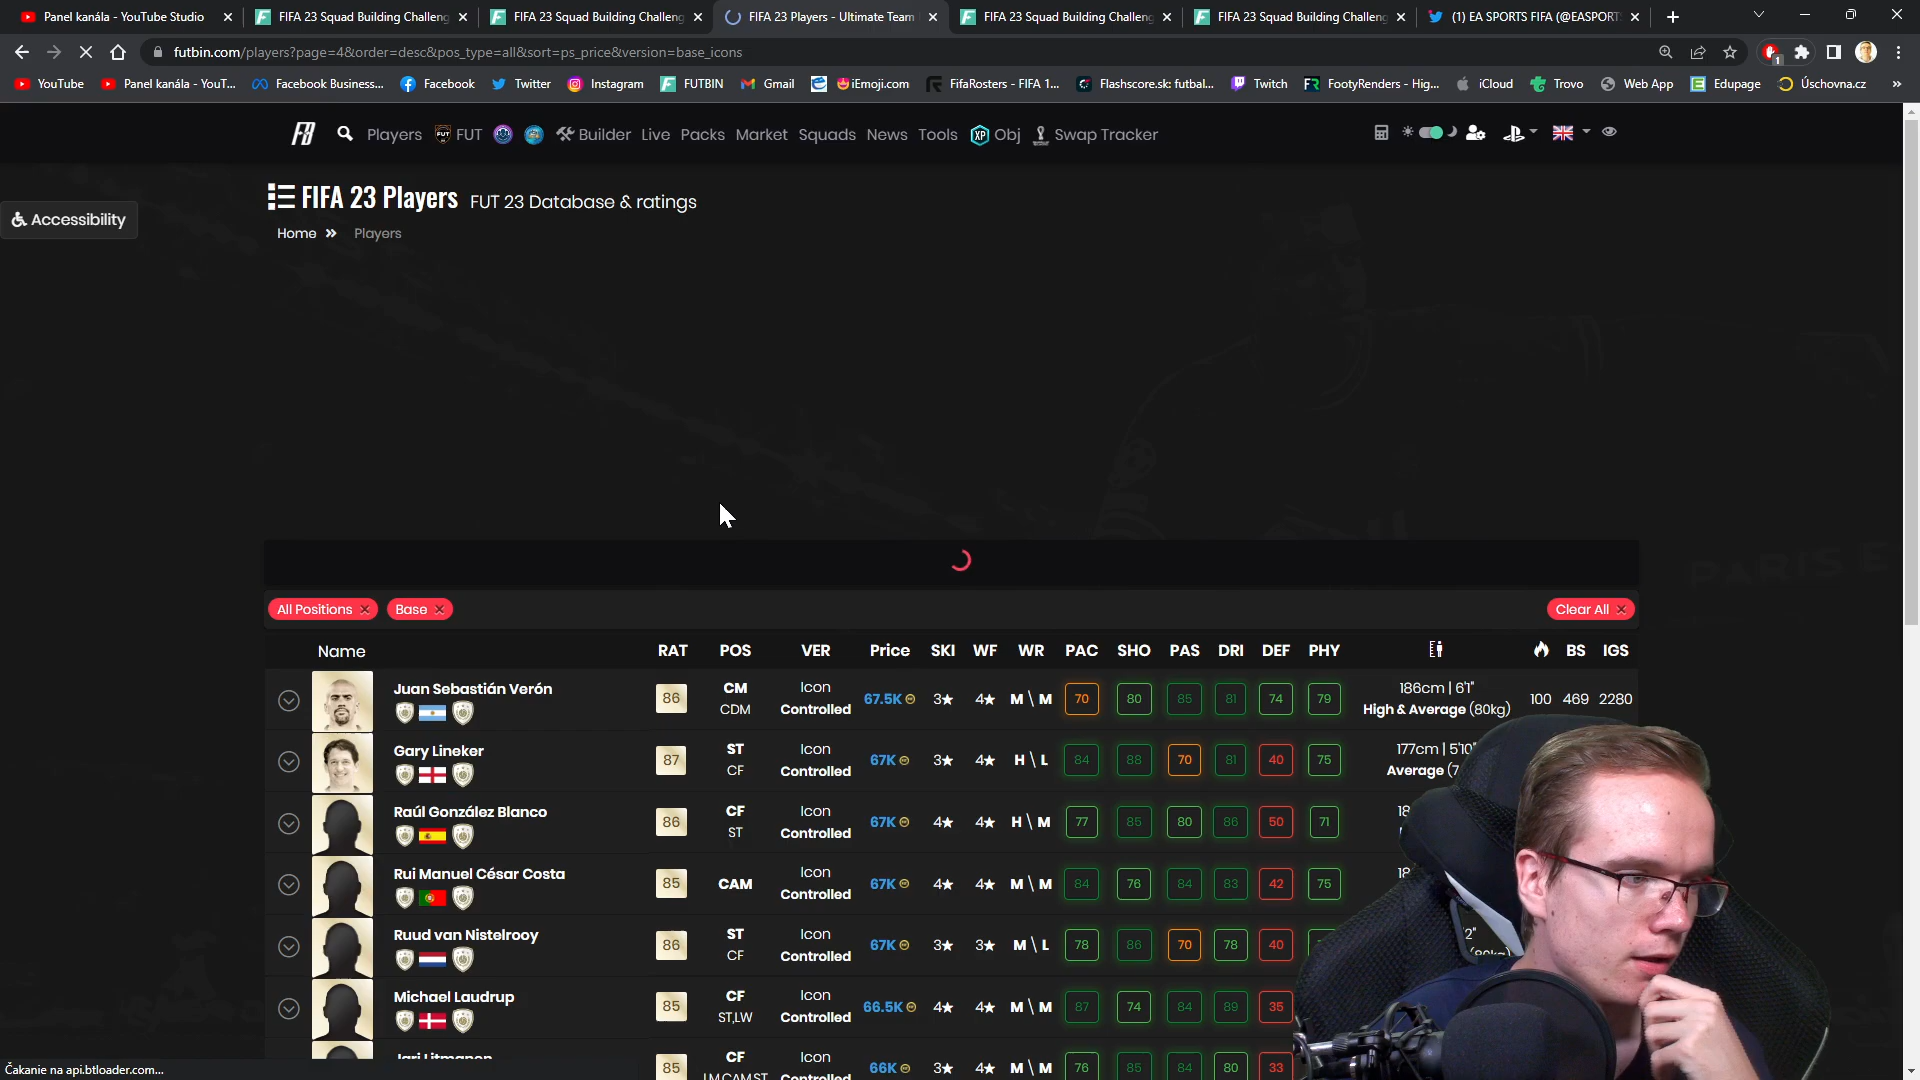 Panel kanála - YouTube Studio
FIFA 23 Squad Building Challeng
FIFA 23 Squad Building Challeng
FIFA 23 Players - Ultimate Team
FIFA 23 Squad Building Challeng
FIFA 23 Squad Building Challeng
(1) EA SPORTS FIFA (@EASPORT
futbin.com/players?page=4&order=desc&pos_type=all&sort=ps_price&version=base_icons
YouTube
Panel kanála - YouT...
Facebook Business...
Facebook
Twitter
Instagram
FUTBIN
Gmail
iEmoji.com
FifaRosters - FIFA 1...
Flashscore.sk: futbal...
Twitch
FootyRenders - Hig...
iCloud
Trovo
Web App
Edupage
Úschovna.cz
Players FUT Builder Live Packs Market Squads News Tools Obj Swap Tracker
FIFA 23 Players FUT 23 Database & ratings
Accessibility
Home » Players
All Positions × Base × Clear All ×
Name RAT POS VER Price SKI WF WR PAC SHO PAS DRI DEF PHY BS IGS
Juan Sebastián Verón 86 CM CDM Icon Controlled 67.5K 3★ 4★ M \ M 70 80 85 81 74 79 186cm | 6'1" High & Average (80kg) 100 469 2280
Gary Lineker 87 ST CF Icon Controlled 67K 3★ 4★ H \ L 84 88 70 81 40 75 177cm | 5'10" Average
Raúl González Blanco 86 CF ST Icon Controlled 67K 4★ 4★ H \ M 77 85 80 86 50 71
Rui Manuel César Costa 85 CAM Icon Controlled 67K 4★ 4★ M \ M 84 76 84 83 42 75
Ruud van Nistelrooy 86 ST CF Icon Controlled 67K 3★ 3★ M \ L 78 86 70 78 40
Michael Laudrup 85 CF ST,LW Icon Controlled 66.5K 4★ 4★ M \ M 87 74 84 89 35
Jari Litmanen 85 CF Icon Controlled 66K 3★ 4★ M \ M 76 85 84 80 33
Čakanie na api.btloader.com...